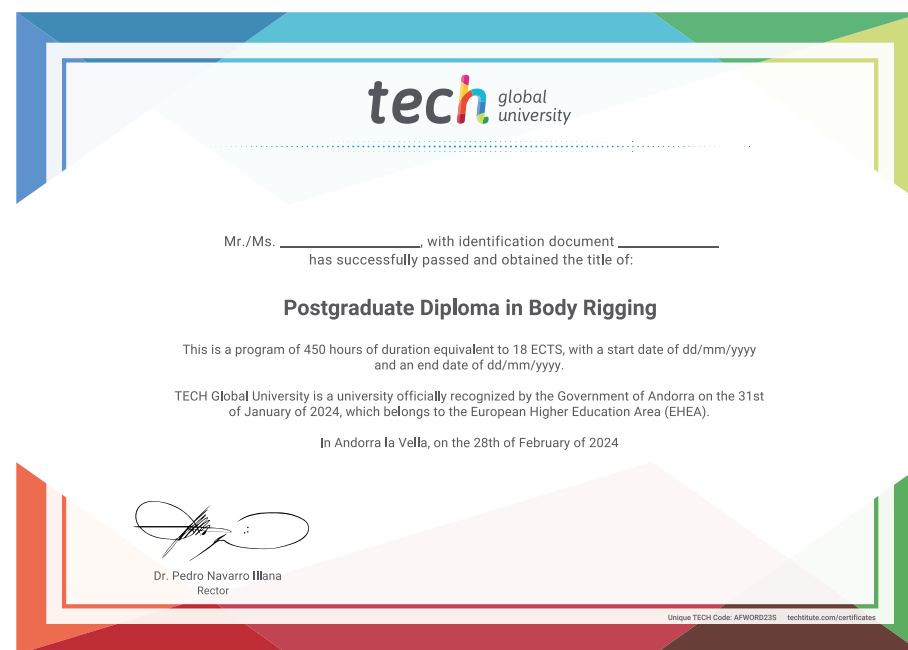 tech global
university
Mr./Ms. ____________, with identification document ____________
has successfully passed and obtained the title of:
Postgraduate Diploma in Body Rigging
This is a program of 450 hours of duration equivalent to 18 ECTS, with a start date of dd/mm/yyyy
and an end date of dd/mm/yyyy.
TECH Global University is a university officially recognized by the Government of Andorra on the 31st
of January of 2024, which belongs to the European Higher Education Area (EHEA).
In Andorra la Vella, on the 28th of February of 2024
Dr. Pedro Navarro Illana
Rector
Unique TECH Code: AFWORD23S techtitute.com/certificates